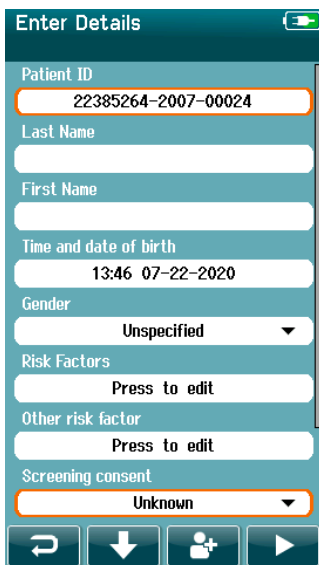 Enter Details
Patient ID
22385264-2007-00024
Last Name
First Name
Time and date of birth
13:46 07-22-2020
Gender
Unspecified
Risk Factors
Press to edit
Other risk factor
Press to edit
Screening consent
Unknown